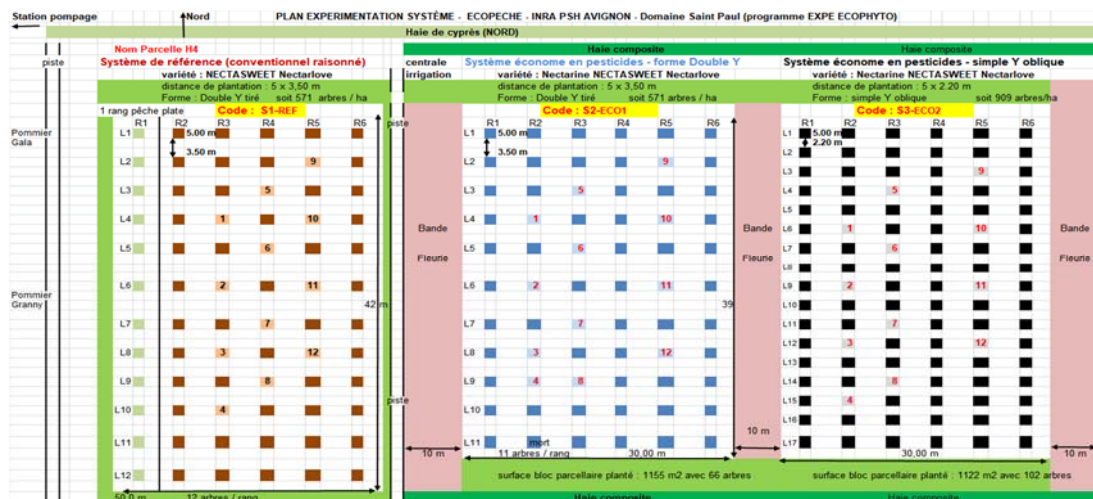 Station pompage Nord PLAN EXPERIMENTATION SYSTÈME - ECOPECHE - INRA PSH AVIGNON - Domaine Saint Paul (programme EXPE ECOPHYTO)
Haie de cyprès (NORD)
Nom Parcelle H4 Haie composite Haie composite
piste Système de référence (conventionnel raisonné) centrale Système économe en pesticides - forme Double Y Système économe en pesticides - simple Y oblique
variété : NECTASWEET Nectarlove irrigation variété : Nectarine NECTASWEET Nectarlove variété : Nectarine NECTASWEET Nectarlove
distance de plantation : 5 x 3,50 m distance de plantation : 5 x 3,50 m distance de plantation : 5 x 2.20 m
Forme : Double Y tiré soit 571 arbres / ha Forme : Double Y tiré soit 571 arbres / ha Forme : simple Y oblique soit 909 arbres/ha
1 rang pêche plate Code : S1-REF piste Code : S2-ECO1 Code : S3-ECO2
R1 R2 R3 R4 R5 R6 R1 R2 R3 R4 R5 R6 R1 R2 R3 R4 R5 R6
Pommier Gala L1 5.00 m L1 5.00 m L1 5.00 m
3.50 m 3.50 m L2 2.20 m
L2 9 L2 9 L3 9
L3 5 L3 5 L4 5
L5
L4 1 10 Bande L4 1 10 Bande L6 1 10 Bande
L5 6 Fleurie L5 6 Fleurie L7 6 Fleurie
L8
L6 2 11 L6 2 11 L9 2 11
Pommier Granny 42 m 39 L10
L7 7 L7 7 L11 7
L8 3 12 L8 3 12 L12 3 12
L13
L9 8 L9 4 8 L14 8
piste L15 4
L10 4 L10 L16
L11 10 m L11 mort 10 m L17 10 m
11 arbres / rang 30,00 m 30,00 m
L12 surface bloc parcellaire planté : 1155 m2 avec 66 arbres surface bloc parcellaire planté : 1122 m2 avec 102 arbres
50,0 m 12 arbres / rang Haie composite Haie composite